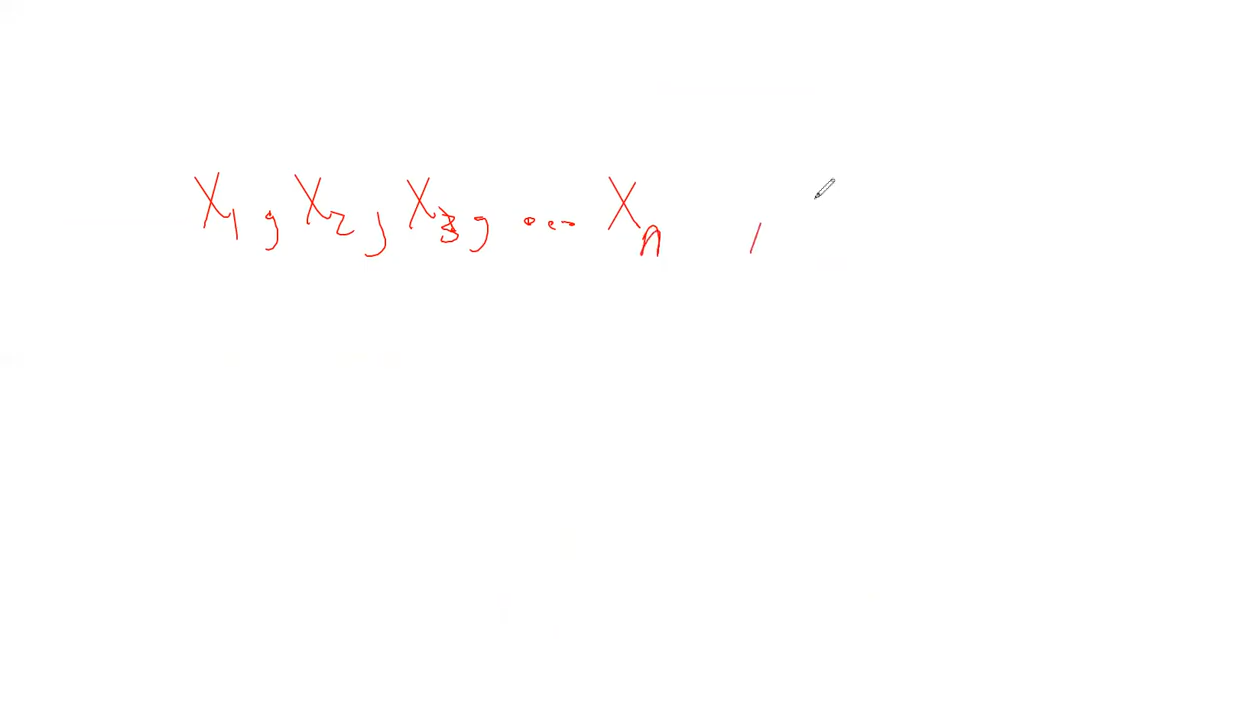 X₁, X₂, X₃, ... Xₙ /